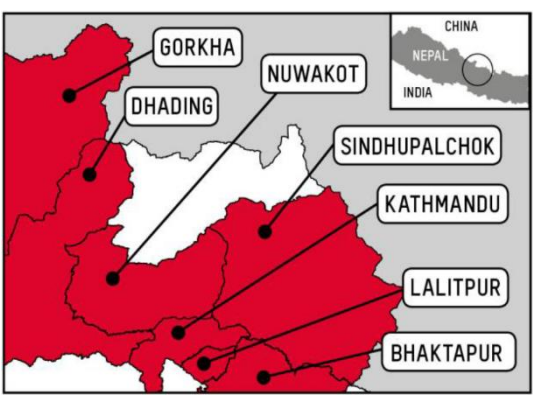 GORKHA
CHINA
NEPAL
INDIA
NUWAKOT
DHADING
SINDHUPALCHOK
KATHMANDU
LALITPUR
BHAKTAPUR